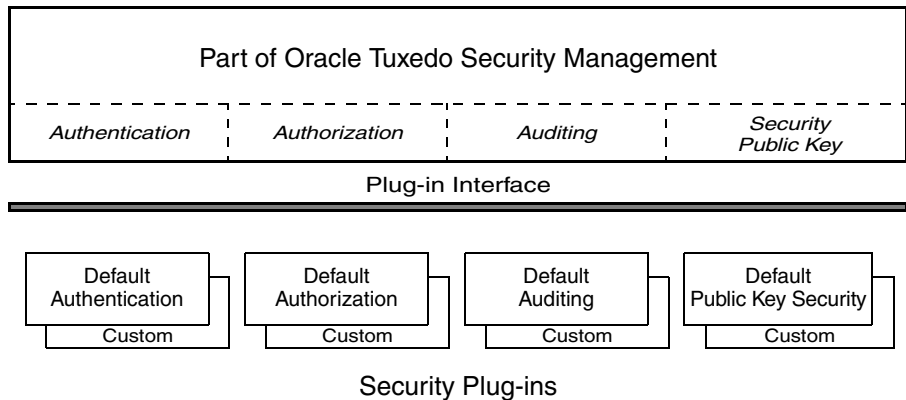 Part of Oracle Tuxedo Security Management
Authentication
Authorization
Auditing
Security
Public Key
Plug-in Interface
Default
Authentication
Custom
Default
Authorization
Custom
Default
Auditing
Custom
Default
Public Key Security
Custom
Security Plug-ins